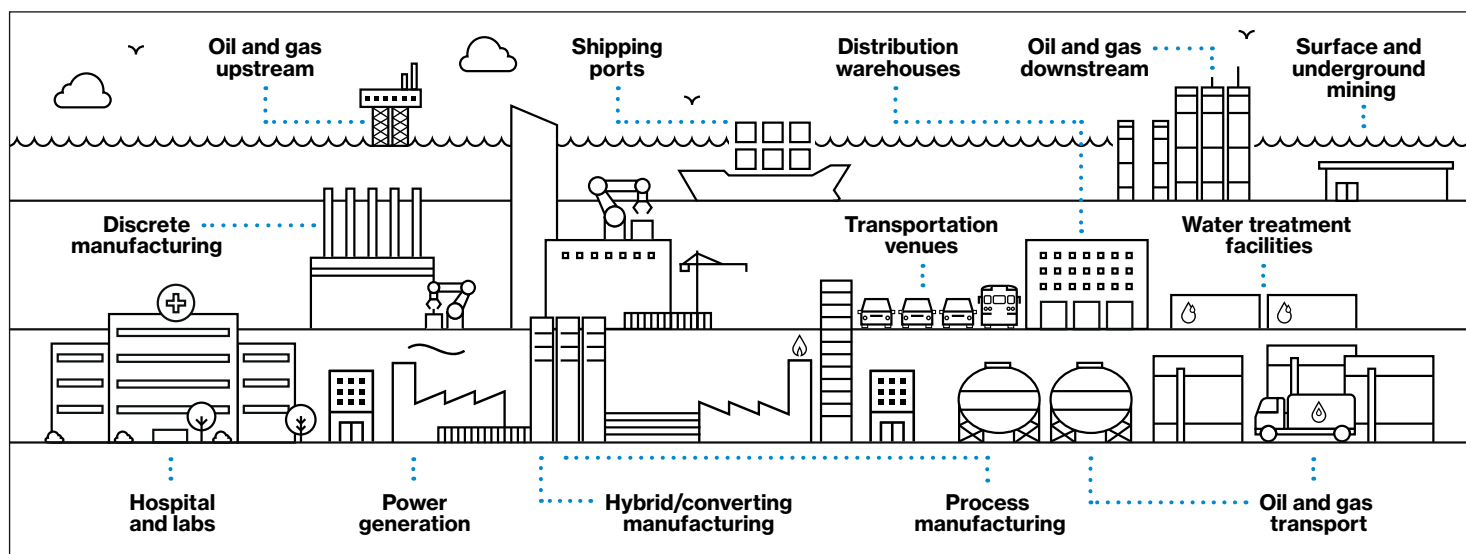 Oil and gas
upstream
Shipping
ports
Distribution
warehouses
Oil and gas
downstream
Surface and
underground
mining
Discrete
manufacturing
Transportation
venues
Water treatment
facilities
Hospital
and labs
Power
generation
Hybrid/converting
manufacturing
Process
manufacturing
Oil and gas
transport